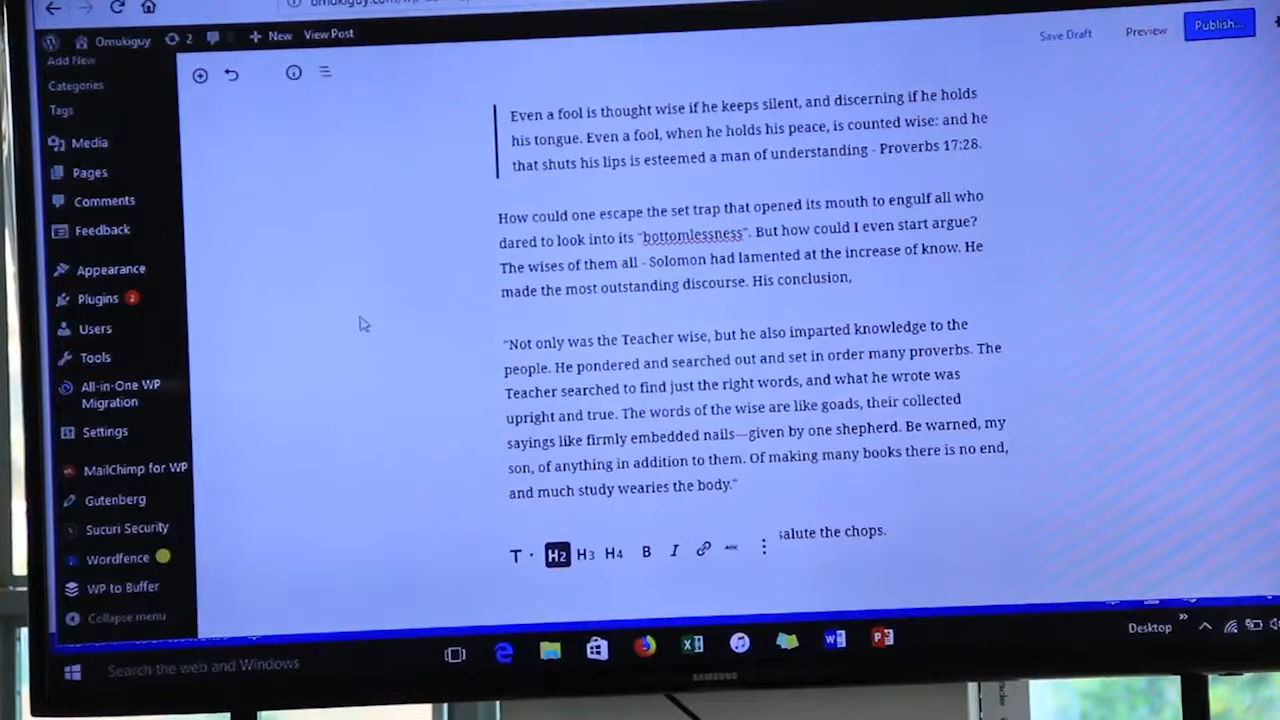 Omukiguy
2
New
View Post
Save Draft
Preview
Publish...
Add New
Categories
Tags
Media
Pages
Comments
Feedback
Appearance
Plugins 2
Users
Tools
All-in-One WP
Migration
Settings
MailChimp for WP
Gutenberg
Sucuri Security
Wordfence
WP to Buffer
Collapse menu
Even a fool is thought wise if he keeps silent, and discerning if he holds
his tongue. Even a fool, when he holds his peace, is counted wise: and he
that shuts his lips is esteemed a man of understanding - Proverbs 17:28.
How could one escape the set trap that opened its mouth to engulf all who
dared to look into its "bottomlessness". But how could I even start argue?
The wises of them all - Solomon had lamented at the increase of know. He
made the most outstanding discourse. His conclusion,
"Not only was the Teacher wise, but he also imparted knowledge to the
people. He pondered and searched out and set in order many proverbs. The
Teacher searched to find just the right words, and what he wrote was
upright and true. The words of the wise are like goads, their collected
sayings like firmly embedded nails—given by one shepherd. Be warned, my
son, of anything in addition to them. Of making many books there is no end,
and much study wearies the body."
salute the chops.
T H2 H3 H4 B I ABC
Search the web and Windows
Desktop
SAMSUNG